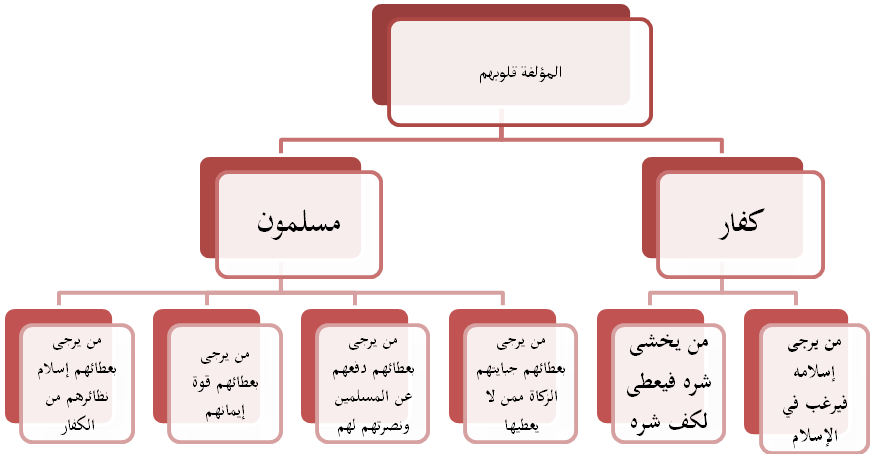 المؤلفة قلوبهم
كفار
مسلمون
من يرجى
إسلامه
فيرغب في
الإسلام
من يخشى
شره فيعطى
لكف شره
من يرجى
بعطائهم جبايتهم
الزكاة ممن لا
يعطيها
من يرجى
بعطائهم دفعهم
عن المسلمين
ونصرتهم لهم
من يرجى
بعطائهم قوة
إيمانهم
من يرجى
بعطائهم إسلام
نظائرهم من
الكفار